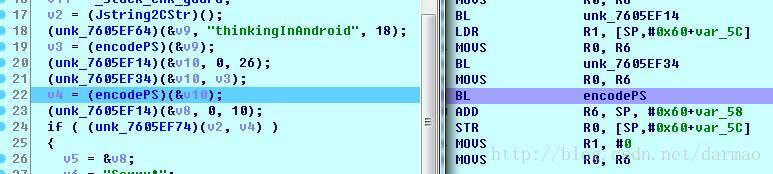 17 v2 = (Jstring2CStr)();
18 (unk_7605EF64)(&v9, "thinkingInAndroid", 18);
19 v3 = (encodePS)(&v9);
20 (unk_7605EF14)(&v10, 0, 26);
21 (unk_7605EF34)(&v10, v3);
22 v4 = (encodePS)(&v10);
23 (unk_7605EF14)(&v8, 0, 10);
24 if ( (unk_7605EF74)(v2, v4) )
25 {
26 v5 = &v8;
MOVS R0, R6
BL unk_7605EF14
LDR R1, [SP,#0x60+var_5C]
MOVS R0, R6
BL unk_7605EF34
MOVS R0, R6
BL encodePS
ADD R6, SP, #0x60+var_58
STR R0, [SP,#0x60+var_5C]
MOVS R1, #0
MOVS R0, R6
http://blog.csdn.net/darmao